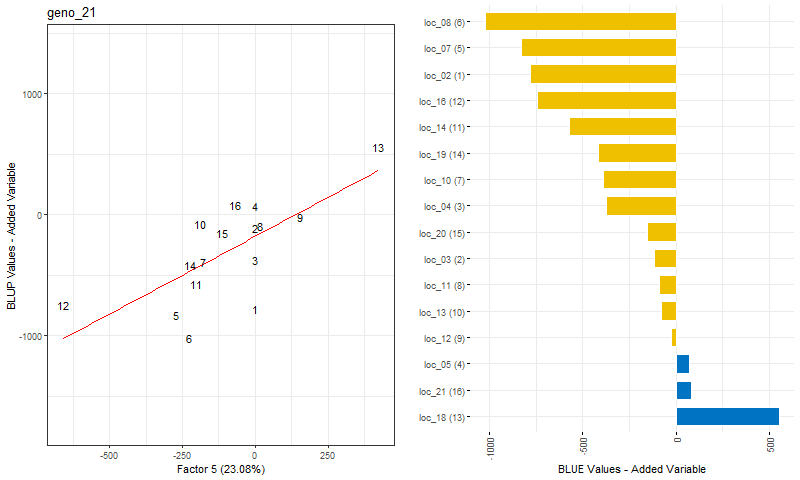 geno_21
BLUP Values - Added Variable
1000
0
-1000
13
16
4
9
10
2
8
15
14
7
3
11
12
1
5
6
-500
-250
0
250
Factor 5 (23.08%)
loc_08 (6)
loc_07 (5)
loc_02 (1)
loc_16 (12)
loc_14 (11)
loc_19 (14)
loc_10 (7)
loc_04 (3)
loc_20 (15)
loc_03 (2)
loc_11 (8)
loc_13 (10)
loc_12 (9)
loc_05 (4)
loc_21 (16)
loc_18 (13)
-1000
-500
0
500
BLUE Values - Added Variable